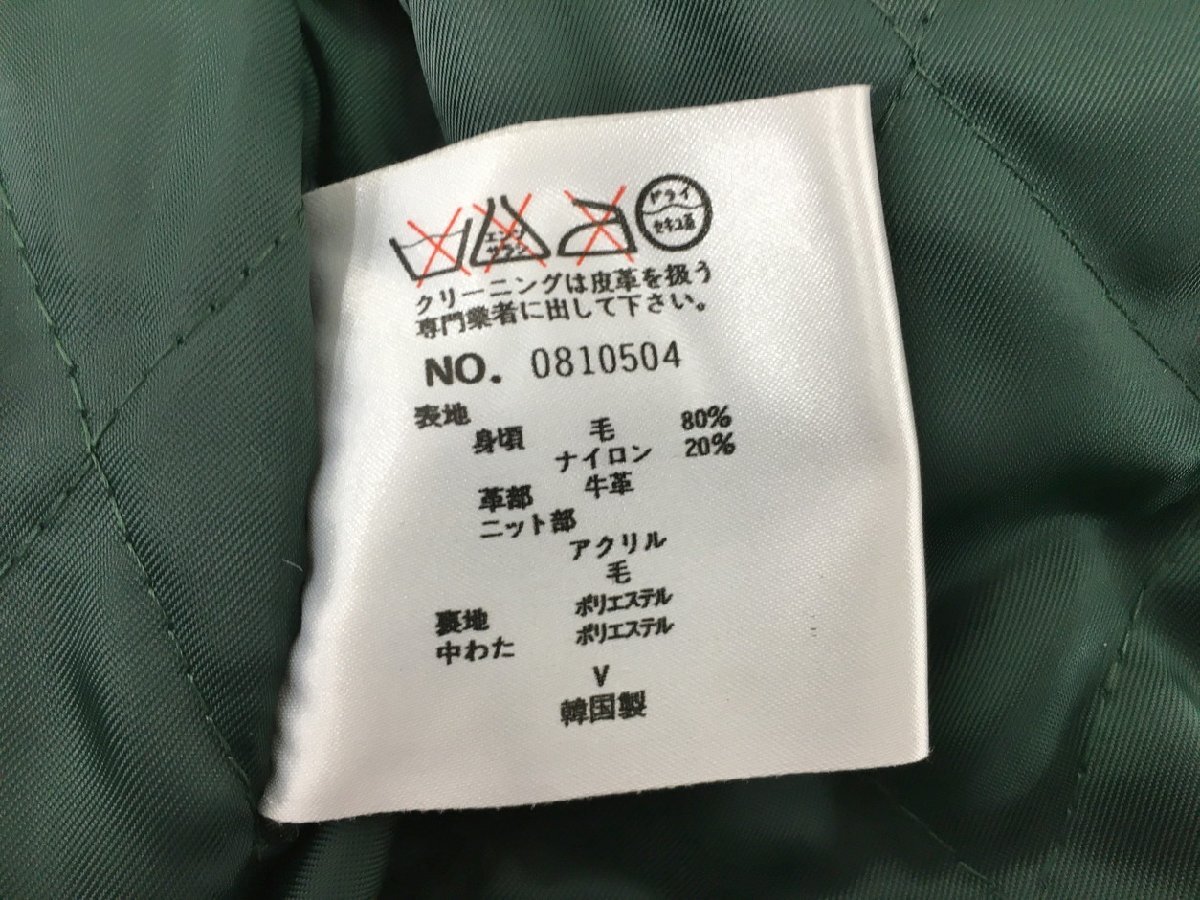 エンソ
サラシ
ドライ
セキユ系
クリーニングは皮革を扱う
専門業者に出して下さい。
NO. 0810504
表地
身頃 毛 80%
ナイロン 20%
革部 牛革
ニット部
アクリル
毛
裏地 ポリエステル
中わた ポリエステル
V
韓国製